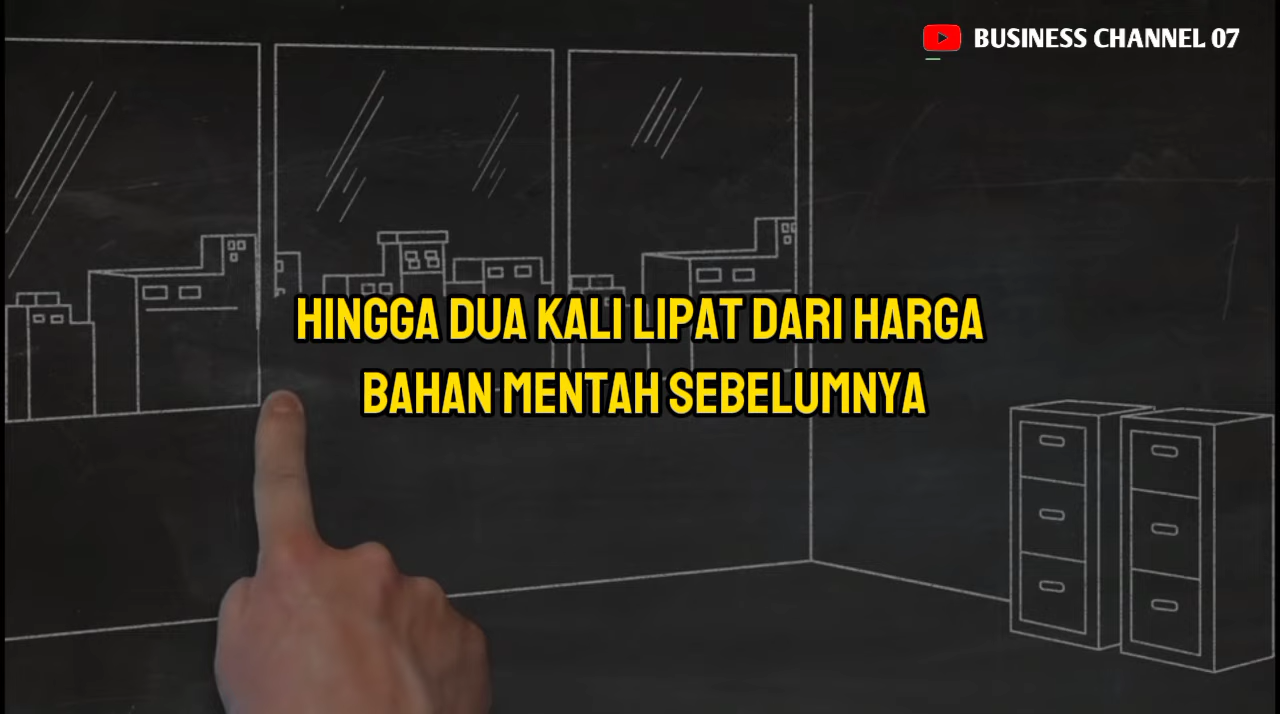 BUSINESS CHANNEL 07
HINGGA DUA KALI LIPAT DARI HARGA
BAHAN MENTAH SEBELUMNYA